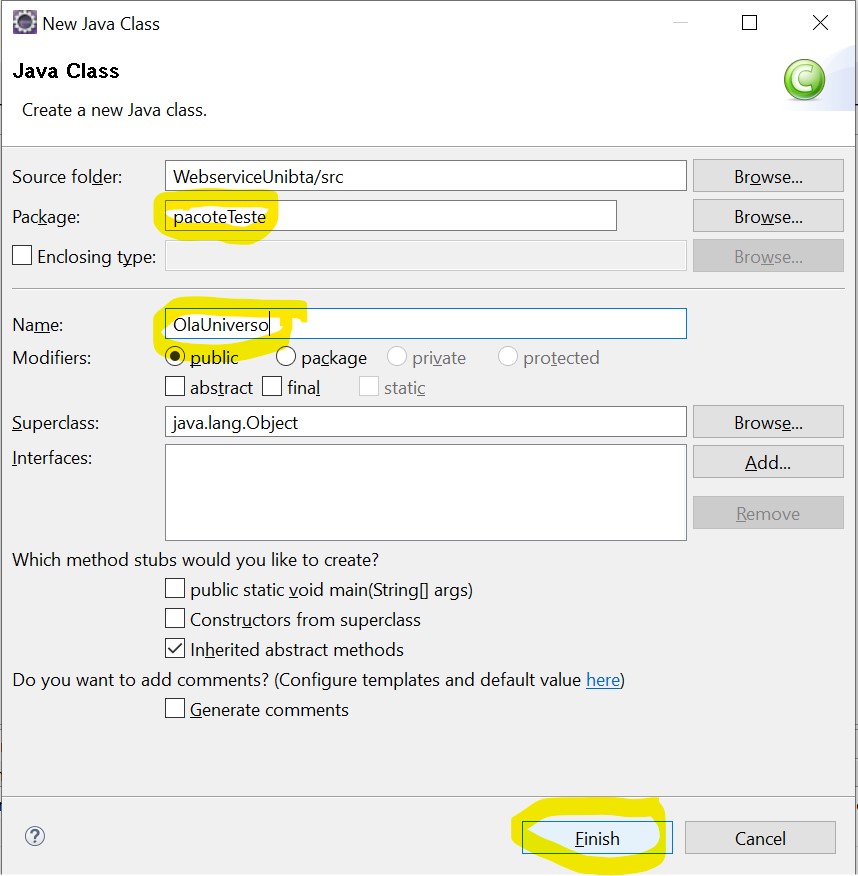 New Java Class
Java Class
Create a new Java class.
Source folder: WebserviceUnibta/src Browse...
Package: pacoteTeste Browse...
Enclosing type: Browse...
Name: OlaUniverso
Modifiers: public package private protected
abstract final static
Superclass: java.lang.Object Browse...
Interfaces: Add...
Remove
Which method stubs would you like to create?
public static void main(String[] args)
Constructors from superclass
Inherited abstract methods
Do you want to add comments? (Configure templates and default value here)
Generate comments
? Finish Cancel